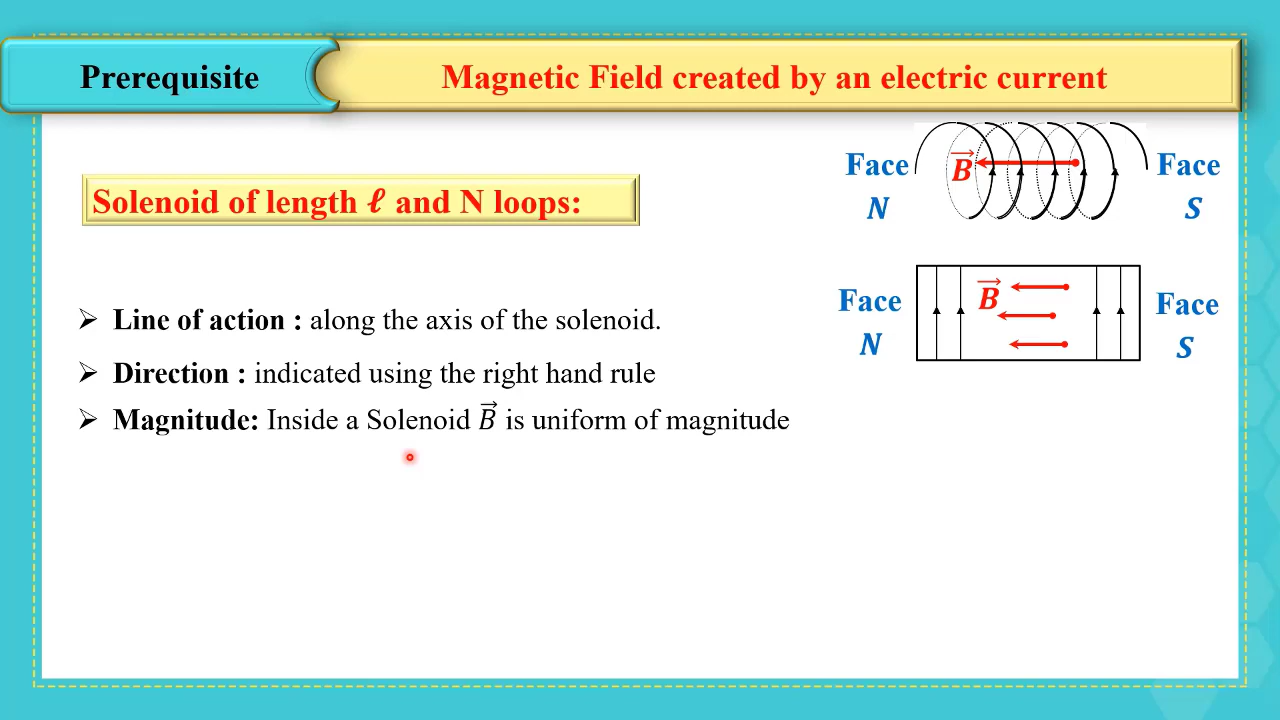 Prerequisite
Magnetic Field created by an electric current
Solenoid of length ℓ and N loops:
Face
N
B⃗
Face
S
Face
N
B⃗
Face
S
➢ Line of action : along the axis of the solenoid.
➢ Direction : indicated using the right hand rule
➢ Magnitude: Inside a Solenoid B⃗ is uniform of magnitude